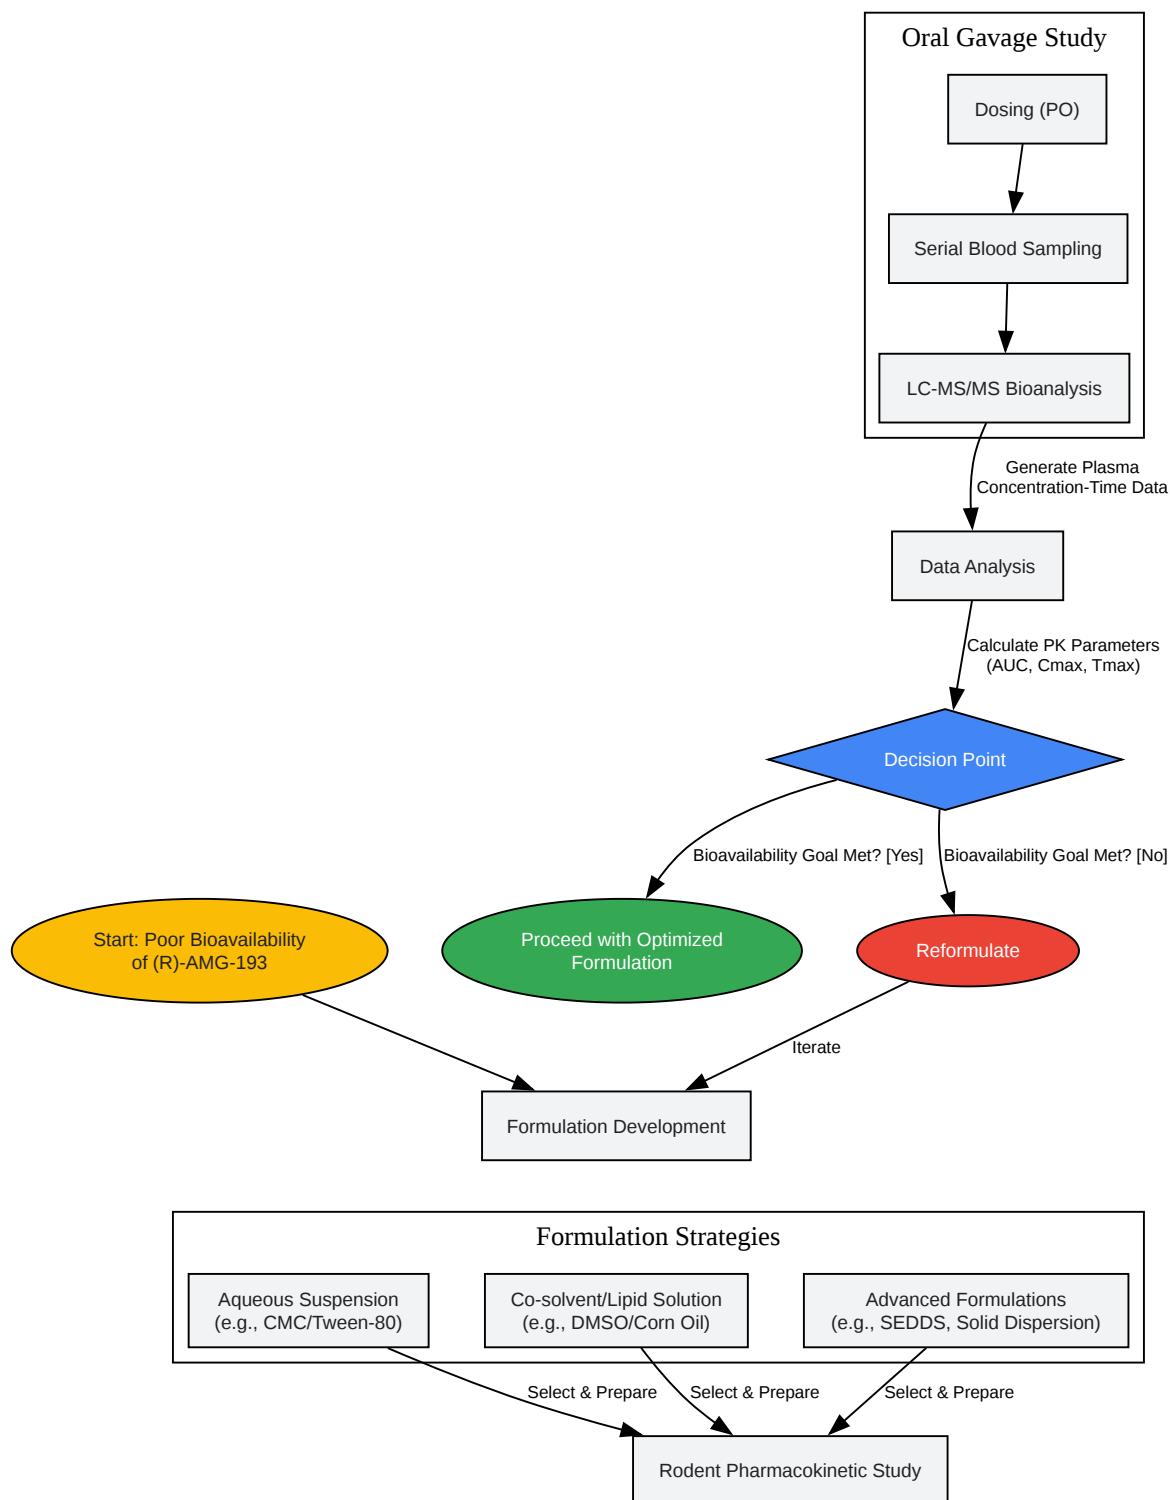 Oral Gavage Study
Dosing (PO)
Serial Blood Sampling
LC-MS/MS Bioanalysis
Generate Plasma
Concentration-Time Data
Data Analysis
Calculate PK Parameters
(AUC, Cmax, Tmax)
Decision Point
Bioavailability Goal Met? [Yes]
Bioavailability Goal Met? [No]
Start: Poor Bioavailability
of (R)-AMG-193
Proceed with Optimized
Formulation
Reformulate
Iterate
Formulation Development
Formulation Strategies
Aqueous Suspension
(e.g., CMC/Tween-80)
Co-solvent/Lipid Solution
(e.g., DMSO/Corn Oil)
Advanced Formulations
(e.g., SEDDS, Solid Dispersion)
Select & Prepare
Select & Prepare
Select & Prepare
Rodent Pharmacokinetic Study